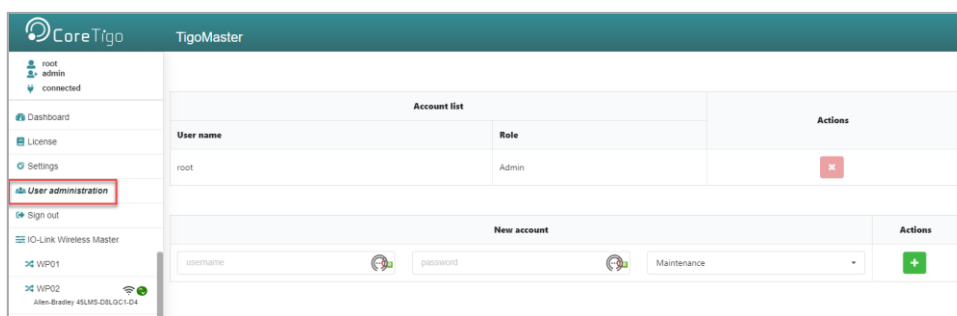 CoreTigo
TigoMaster
root
admin
connected
Dashboard
License
Settings
User administration
Sign out
IO-Link Wireless Master
WP01
WP02
Allen-Bradley 45LMS-D8LGC1-D4
Account list
Actions
User name
Role
root
Admin
New account
Actions
username
password
Maintenance